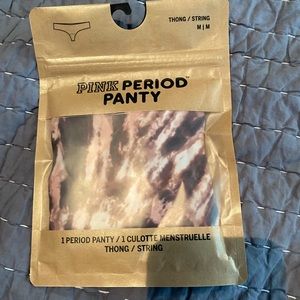 THONG / STRING
M | M
PINK PERIOD
PANTY
1 PERIOD PANTY / 1 CULOTTE MENSTRUELLE
THONG / STRING